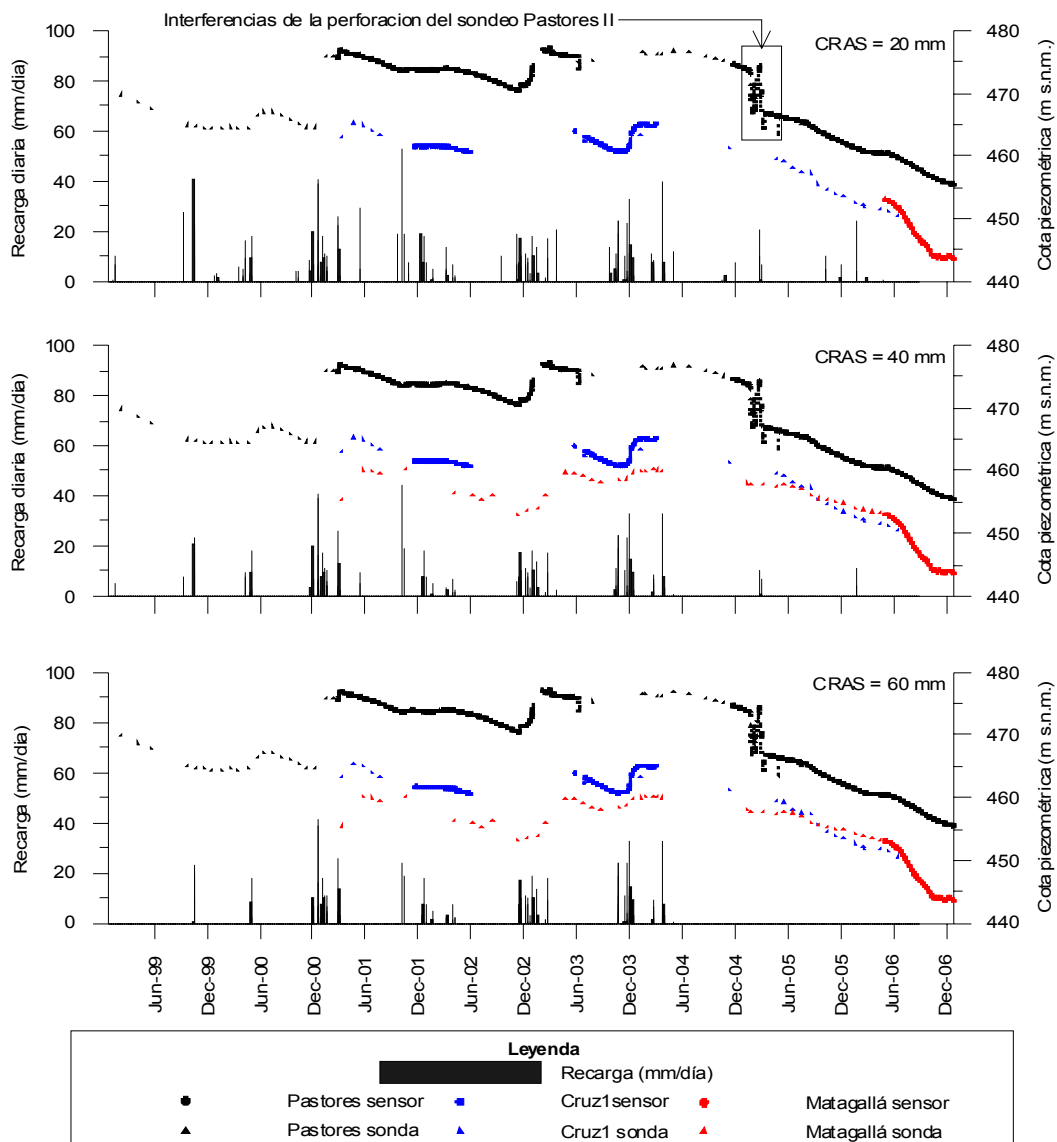 Interferencias de la perforacion del sondeo Pastores II
100
80
60
40
20
0
Recarga diaria (mm/día)
CRAS = 20 mm
480
470
460
450
440
Cota piezométrica (m s.n.m.)
100
80
60
40
20
0
Recarga diaria (mm/día)
CRAS = 40 mm
480
470
460
450
440
Cota piezométrica (m s.n.m.)
100
80
60
40
20
0
Recarga (mm/día)
CRAS = 60 mm
480
470
460
450
440
Cota piezométrica (m s.n.m.)
Jun-99 Dec-99 Jun-00 Dec-00 Jun-01 Dec-01 Jun-02 Dec-02 Jun-03 Dec-03 Jun-04 Dec-04 Jun-05 Dec-05 Jun-06 Dec-06
Leyenda
Recarga (mm/día)
Pastores sensor Cruz1sensor Matagallá sensor
Pastores sonda Cruz1 sonda Matagallá sonda